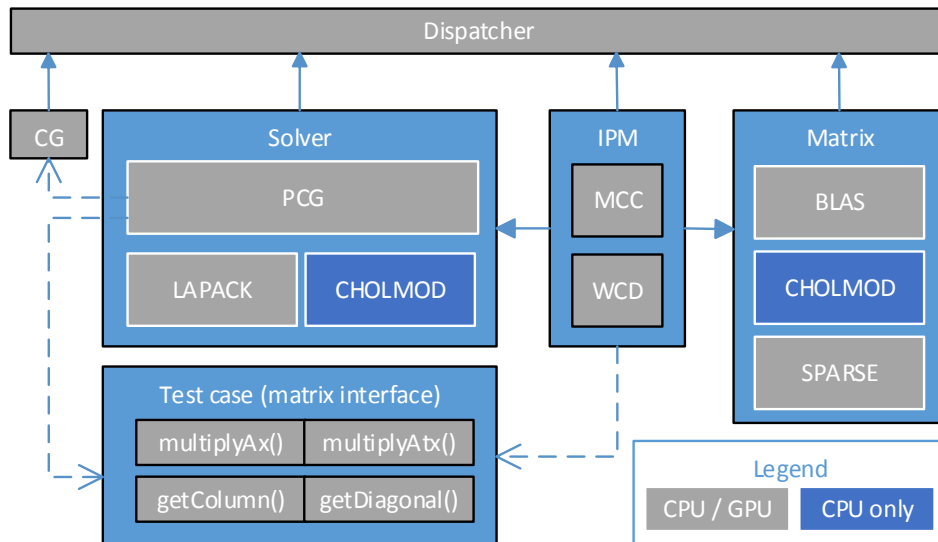 Dispatcher
CG
Solver
PCG
LAPACK
CHOLMOD
IPM
MCC
WCD
Matrix
BLAS
CHOLMOD
SPARSE
Test case (matrix interface)
multiplyAx()
multiplyAtx()
getColumn()
getDiagonal()
Legend
CPU / GPU
CPU only